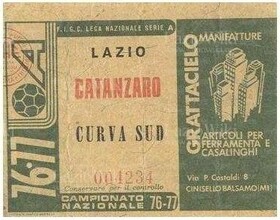 F.I.G.C. LEGA NAZIONALE SERIE A
76·77
A
LAZIO
CATANZARO
CURVA SUD
004234
Conservare per il controllo
CAMPIONATO
NAZIONALE 76-77
GRATTACIELO
MANIFATTURE
ARTICOLI PER
FERRAMENTA E
CASALINGHI
Via P. Castaldi 8
CINISELLO BALSAMO (MI)